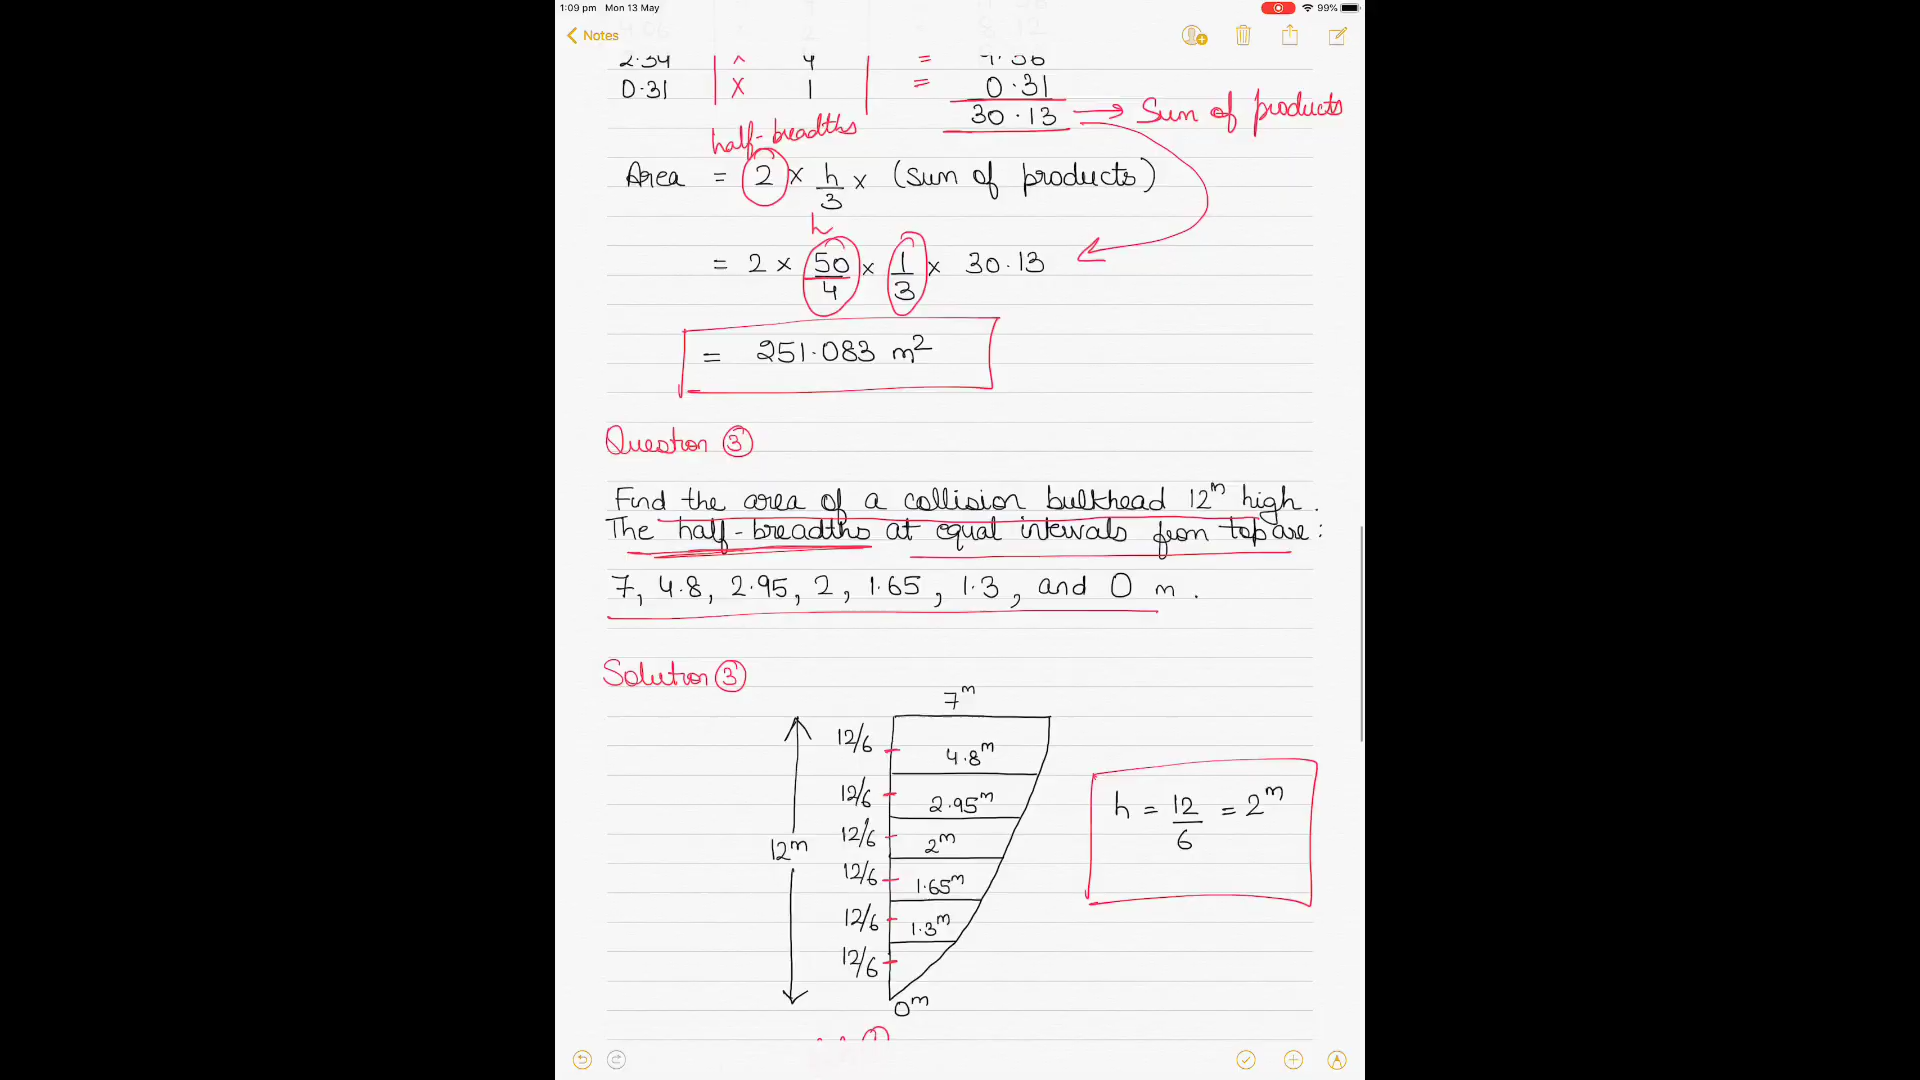 1:09 pm Mon 13 May 99%
Notes
2.34 × 4 = 9.36
0.31 × 1 = 0.31
30.13 → Sum of products
half-breadths
Area = 2 × h/3 × (Sum of products)
h
= 2 × 50/4 × 1/3 × 30.13
= 251.083 m²
Question ③
Find the area of a collision bulkhead 12ᵐ high.
The half-breadths at equal intervals from top are:
7, 4.8, 2.95, 2, 1.65, 1.3, and 0 m.
Solution ③
7ᵐ
12/6 4.8ᵐ
12/6 2.95ᵐ
h = 12/6 = 2ᵐ
12/6 2ᵐ
12ᵐ
12/6 1.65ᵐ
12/6 1.3ᵐ
12/6
0ᵐ